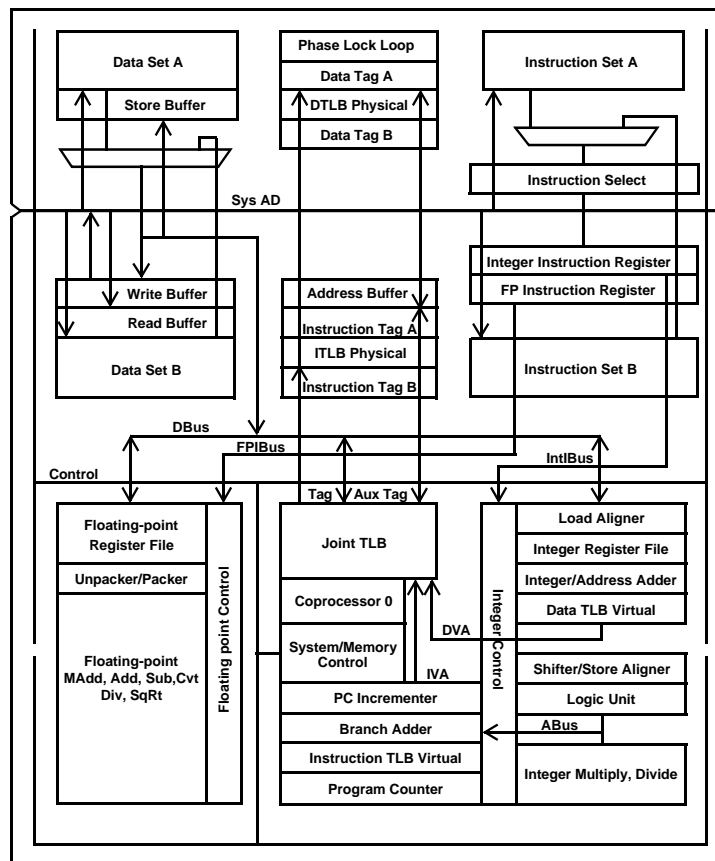 Data Set A
Store Buffer
Phase Lock Loop
Data Tag A
DTLB Physical
Data Tag B
Instruction Set A
Instruction Select
Sys AD
Write Buffer
Read Buffer
Data Set B
Address Buffer
Instruction Tag A
ITLB Physical
Instruction Tag B
Integer Instruction Register
FP Instruction Register
Instruction Set B
DBus
FPIBus
IntIBus
Control
Tag
Aux Tag
Floating-point
Register File
Unpacker/Packer
Floating-point
MAdd, Add, Sub,Cvt
Div, SqRt
Floating point Control
Joint TLB
Coprocessor 0
System/Memory
Control
DVA
IVA
PC Incrementer
Branch Adder
Instruction TLB Virtual
Program Counter
Integer Control
Load Aligner
Integer Register File
Integer/Address Adder
Data TLB Virtual
Shifter/Store Aligner
Logic Unit
ABus
Integer Multiply, Divide